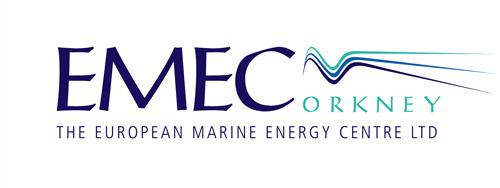 EMEC
ORKNEY
THE EUROPEAN MARINE ENERGY CENTRE LTD